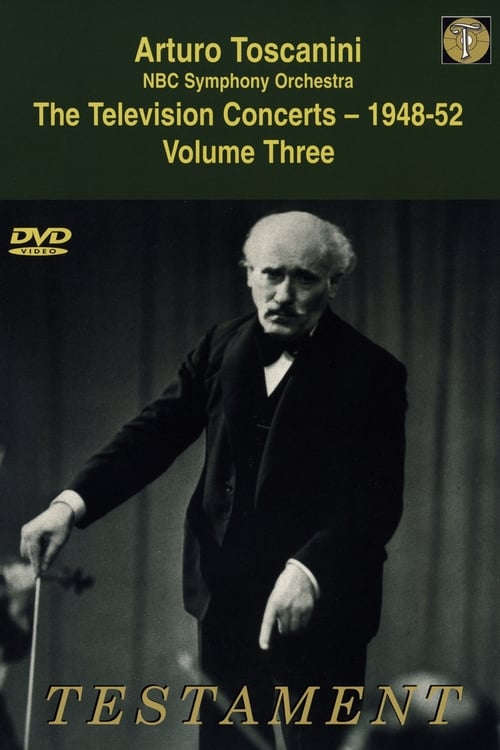 Arturo Toscanini
NBC Symphony Orchestra
The Television Concerts – 1948-52
Volume Three
DVD
VIDEO
TESTAMENT